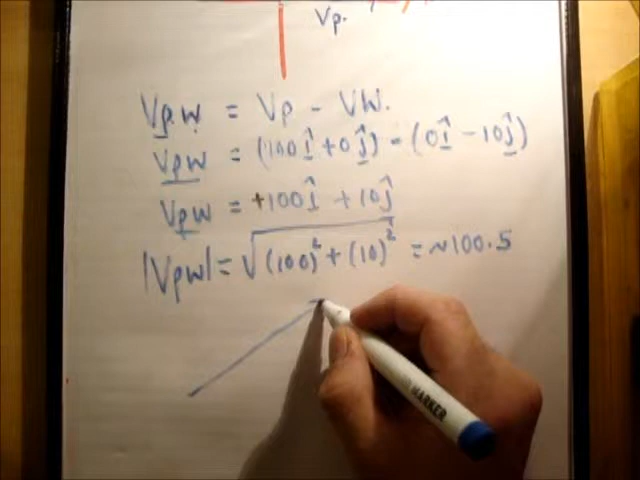 Vp.
Vp.w = Vp - Vw.
Vpw = (100î + 0ĵ) - (0î - 10ĵ)
Vpw = +100î + 10ĵ
|Vpw| = √(100)² + (10)² = ~100.5
MARKER